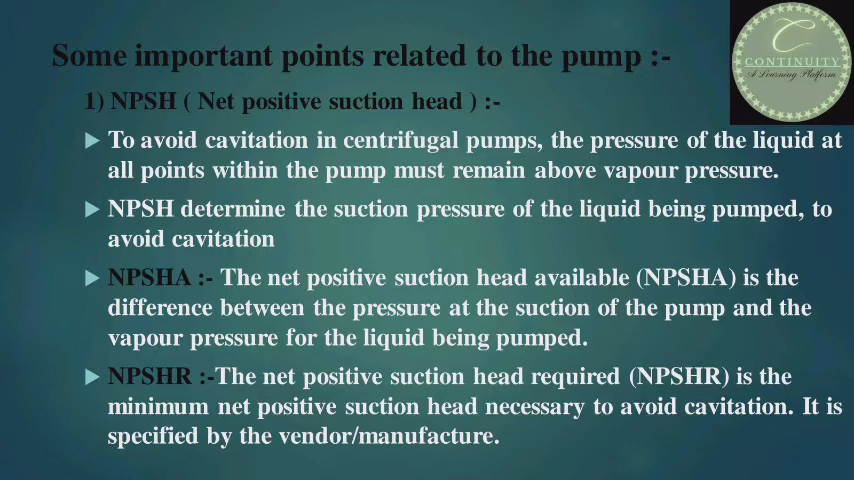 Some important points related to the pump :-
C
CONTINUITY
A Learning Platform
1) NPSH ( Net positive suction head ) :-
To avoid cavitation in centrifugal pumps, the pressure of the liquid at
all points within the pump must remain above vapour pressure.
NPSH determine the suction pressure of the liquid being pumped, to
avoid cavitation
NPSHA :- The net positive suction head available (NPSHA) is the
difference between the pressure at the suction of the pump and the
vapour pressure for the liquid being pumped.
NPSHR :-The net positive suction head required (NPSHR) is the
minimum net positive suction head necessary to avoid cavitation. It is
specified by the vendor/manufacture.